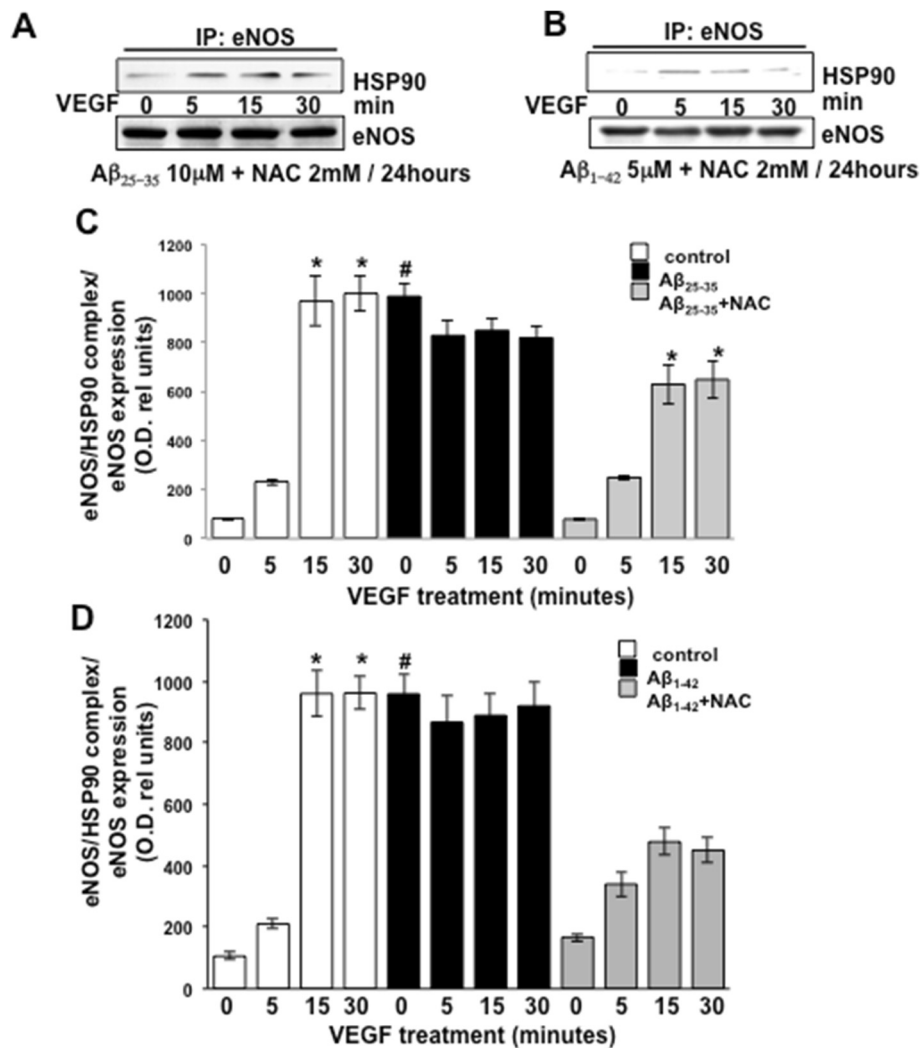 A
IP: eNOS
HSP90
VEGF 0 5 15 30 min
eNOS
Aβ25-35 10μM + NAC 2mM / 24hours
B
IP: eNOS
HSP90
VEGF 0 5 15 30 min
eNOS
Aβ1-42 5μM + NAC 2mM / 24hours
C
eNOS/HSP90 complex/
eNOS expression
(O.D. rel units)
1200
1000
800
600
400
200
0
* * # * *
control
Aβ25-35
Aβ25-35+NAC
0 5 15 30 0 5 15 30 0 5 15 30
VEGF treatment (minutes)
D
eNOS/HSP90 complex/
eNOS expression
(O.D. rel units)
1200
1000
800
600
400
200
0
* * #
control
Aβ1-42
Aβ1-42+NAC
0 5 15 30 0 5 15 30 0 5 15 30
VEGF treatment (minutes)